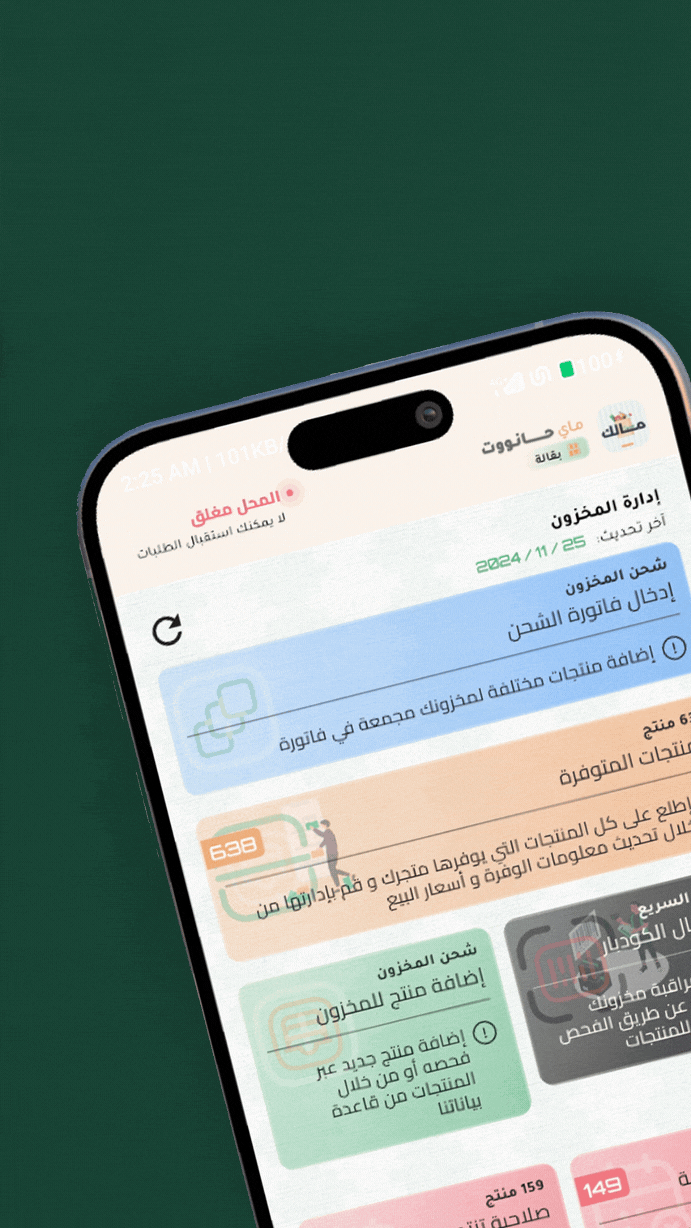 2:25 AM | 101KB
100
مالك
ماي حـــانووت
بقالة
المحل مغلق
لا يمكنك استقبال الطلبات
إدارة المخزون
آخر تحديث: 2024 / 11 / 25
شحن المخزون
إدخال فاتورة الشحن
إضافة منتجات مختلفة لمخزونك مجمعة في فاتورة
منتج
المتوفرة
638
إطلع على كل المنتجات التي يوفرها متجرك و قم بإدارتها من
خلال تحديث معلومات الوفرة و أسعار البيع
شحن المخزون
إضافة منتج للمخزون
إضافة منتج جديد عبر
فحصه أو من خلال
المنتجات من قاعدة
بياناتنا
السريع
الكودبار
مراقبة مخزونك
عن طريق الفحص
للمنتجات
159 منتج
صلاحية
149